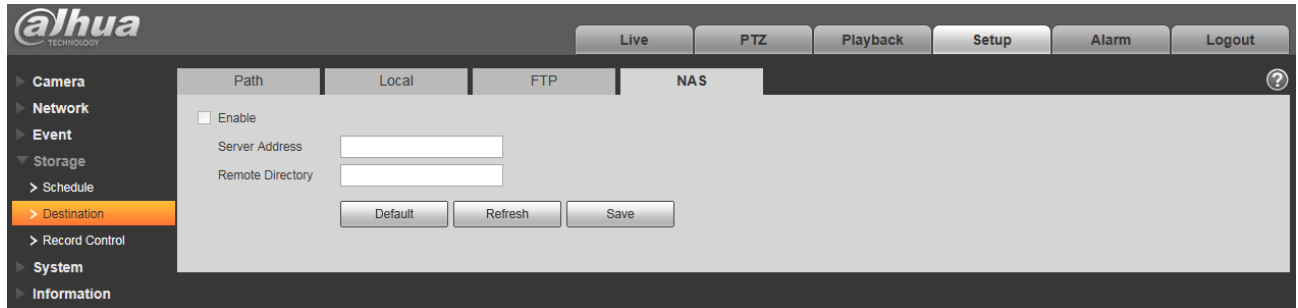 alhua
TECHNOLOGY
Live PTZ Playback Setup Alarm Logout
Camera
Network
Event
Storage
> Schedule
> Destination
> Record Control
System
Information
Path Local FTP NAS
?
Enable
Server Address
Remote Directory
Default Refresh Save